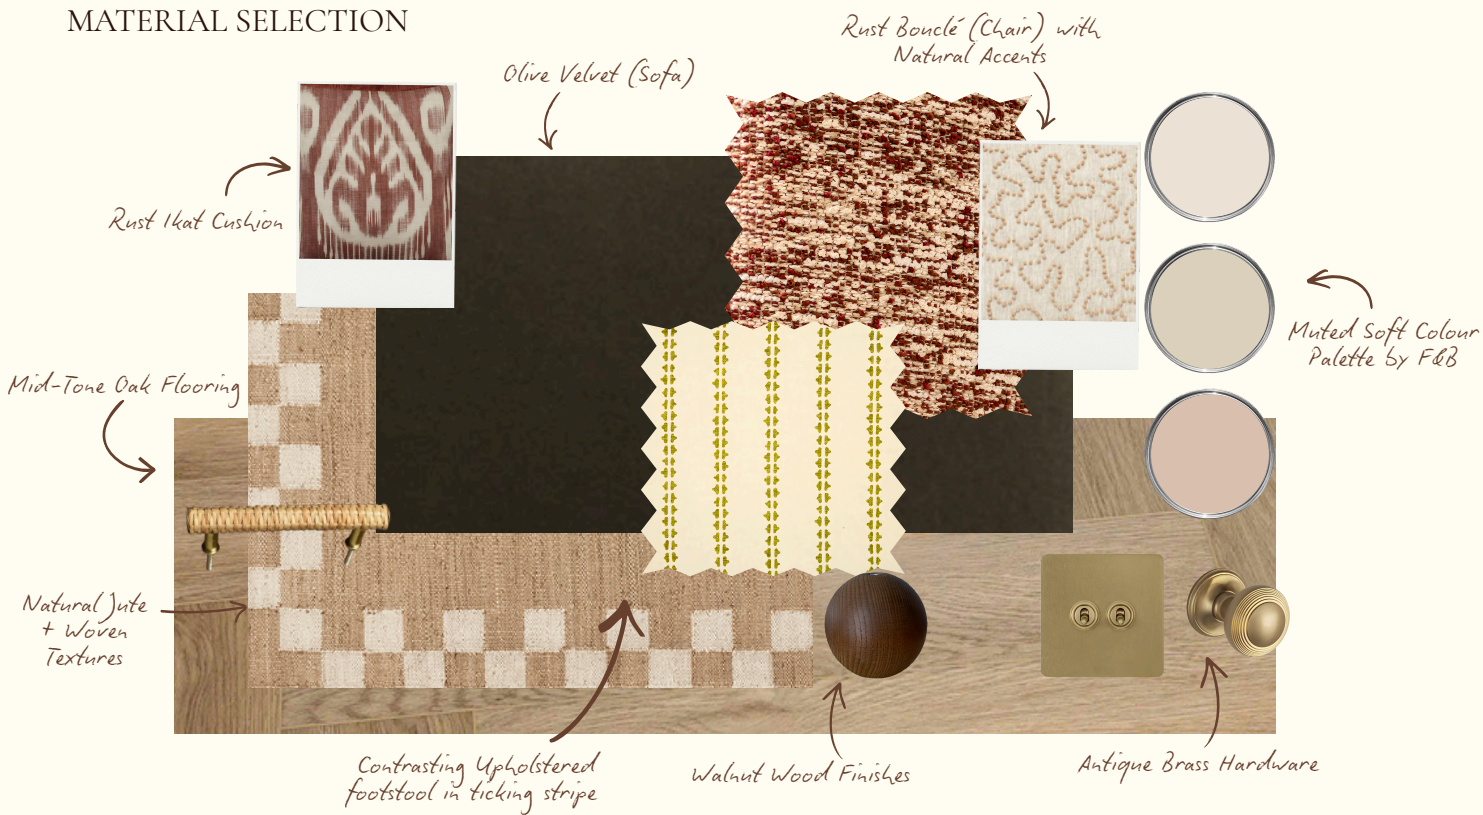 MATERIAL SELECTION
Rust Bouclé (Chair) with
Natural Accents
Olive Velvet (Sofa)
Rust Ikat Cushion
Muted Soft Colour
Palette by F&B
Mid-Tone Oak Flooring
Natural Jute
+ Woven
Textures
Contrasting Upholstered
footstool in ticking stripe
Walnut Wood Finishes
Antique Brass Hardware